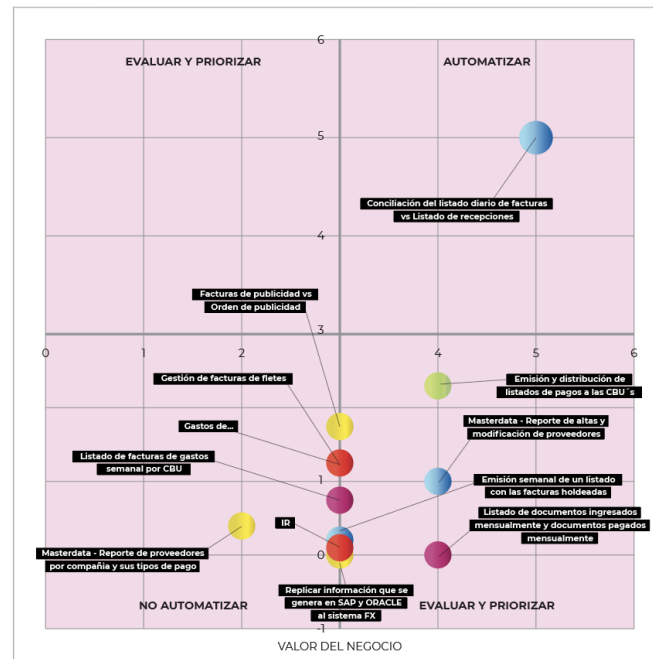 6
EVALUAR Y PRIORIZAR
AUTOMATIZAR
5
Conciliación del listado diario de facturas
vs Listado de recepciones
4
Facturas de publicidad vs
Orden de publicidad
3
0
1
2
4
5
6
Gestión de facturas de fletes
Emisión y distribución de
listados de pagos a las CBU´s
Gastos de...
Masterdata - Reporte de altas y
modificación de proveedores
Listado de facturas de gastos
semanal por CBU
1
Emisión semanal de un listado
con las facturas holdeadas
IR
Listado de documentos ingresados
mensualmente y documentos pagados
mensualmente
Masterdata - Reporte de proveedores
por compañia y sus tipos de pago
0
Replicar información que se
genera en SAP y ORACLE
al sistema FX
NO AUTOMATIZAR
EVALUAR Y PRIORIZAR
-1
VALOR DEL NEGOCIO